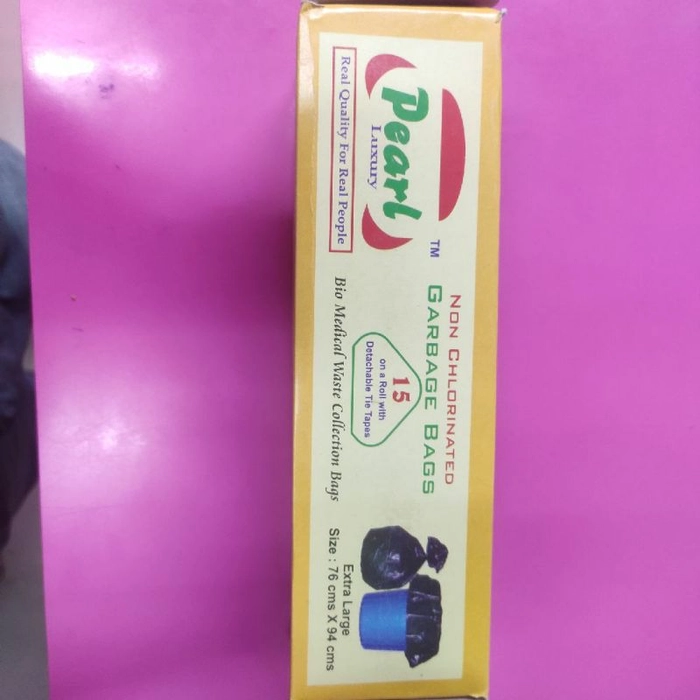 Pearl
Luxury
TM
Real Quality For Real People
NON CHLORINATED
GARBAGE BAGS
15
on a Roll with
Detachable Tie Tapes
Bio Medical Waste Collection Bags
Extra Large
Size : 76 cms X 94 cms